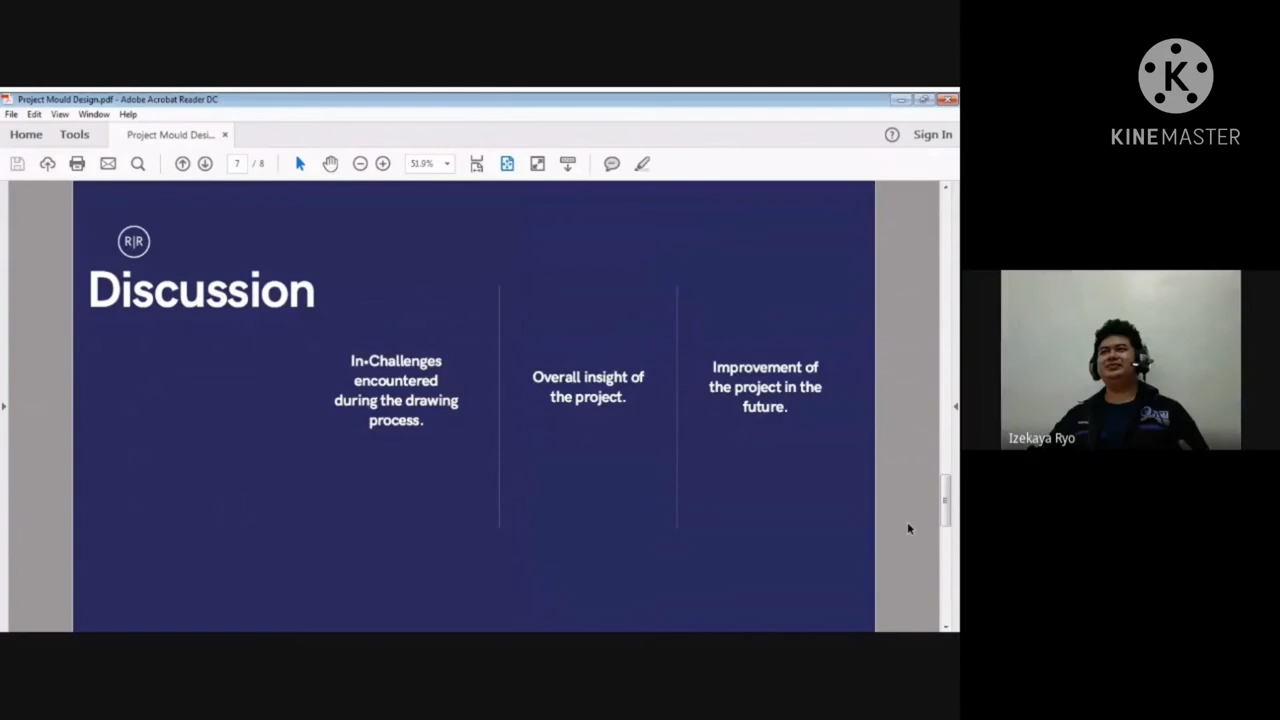 Project Mould Design.pdf - Adobe Acrobat Reader DC
File Edit View Window Help
Home Tools Project Mould Desi... × Sign In
7 / 8 51.9%
R|R
Discussion
In•Challenges
encountered
during the drawing
process.
Overall insight of
the project.
Improvement of
the project in the
future.
K
KINEMASTER
Izekaya Ryo